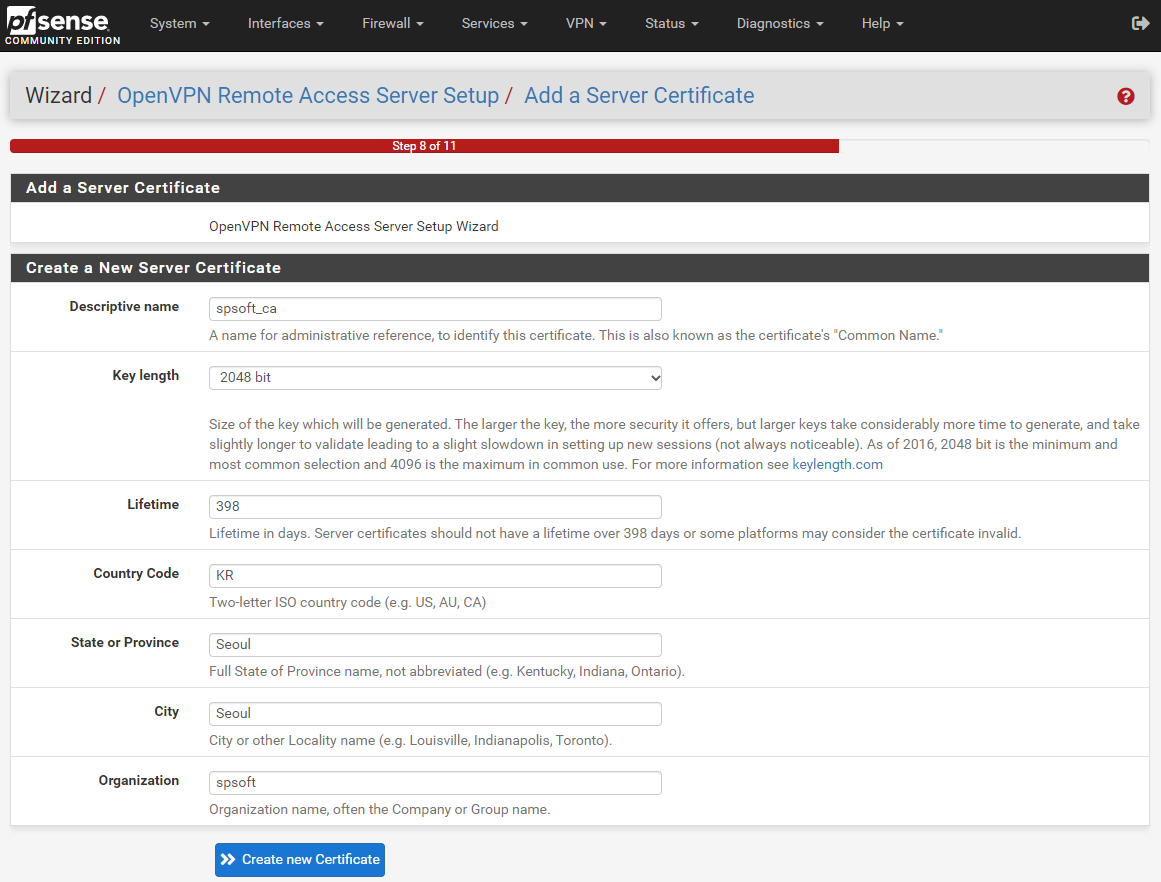 pfsense
COMMUNITY EDITION
System Interfaces Firewall Services VPN Status Diagnostics Help
Wizard / OpenVPN Remote Access Server Setup / Add a Server Certificate
Step 8 of 11
Add a Server Certificate
OpenVPN Remote Access Server Setup Wizard
Create a New Server Certificate
Descriptive name spsoft_ca
A name for administrative reference, to identify this certificate. This is also known as the certificate's "Common Name."
Key length 2048 bit
Size of the key which will be generated. The larger the key, the more security it offers, but larger keys take considerably more time to generate, and take
slightly longer to validate leading to a slight slowdown in setting up new sessions (not always noticeable). As of 2016, 2048 bit is the minimum and
most common selection and 4096 is the maximum in common use. For more information see keylength.com
Lifetime 398
Lifetime in days. Server certificates should not have a lifetime over 398 days or some platforms may consider the certificate invalid.
Country Code KR
Two-letter ISO country code (e.g. US, AU, CA)
State or Province Seoul
Full State of Province name, not abbreviated (e.g. Kentucky, Indiana, Ontario).
City Seoul
City or other Locality name (e.g. Louisville, Indianapolis, Toronto).
Organization spsoft
Organization name, often the Company or Group name.
Create new Certificate